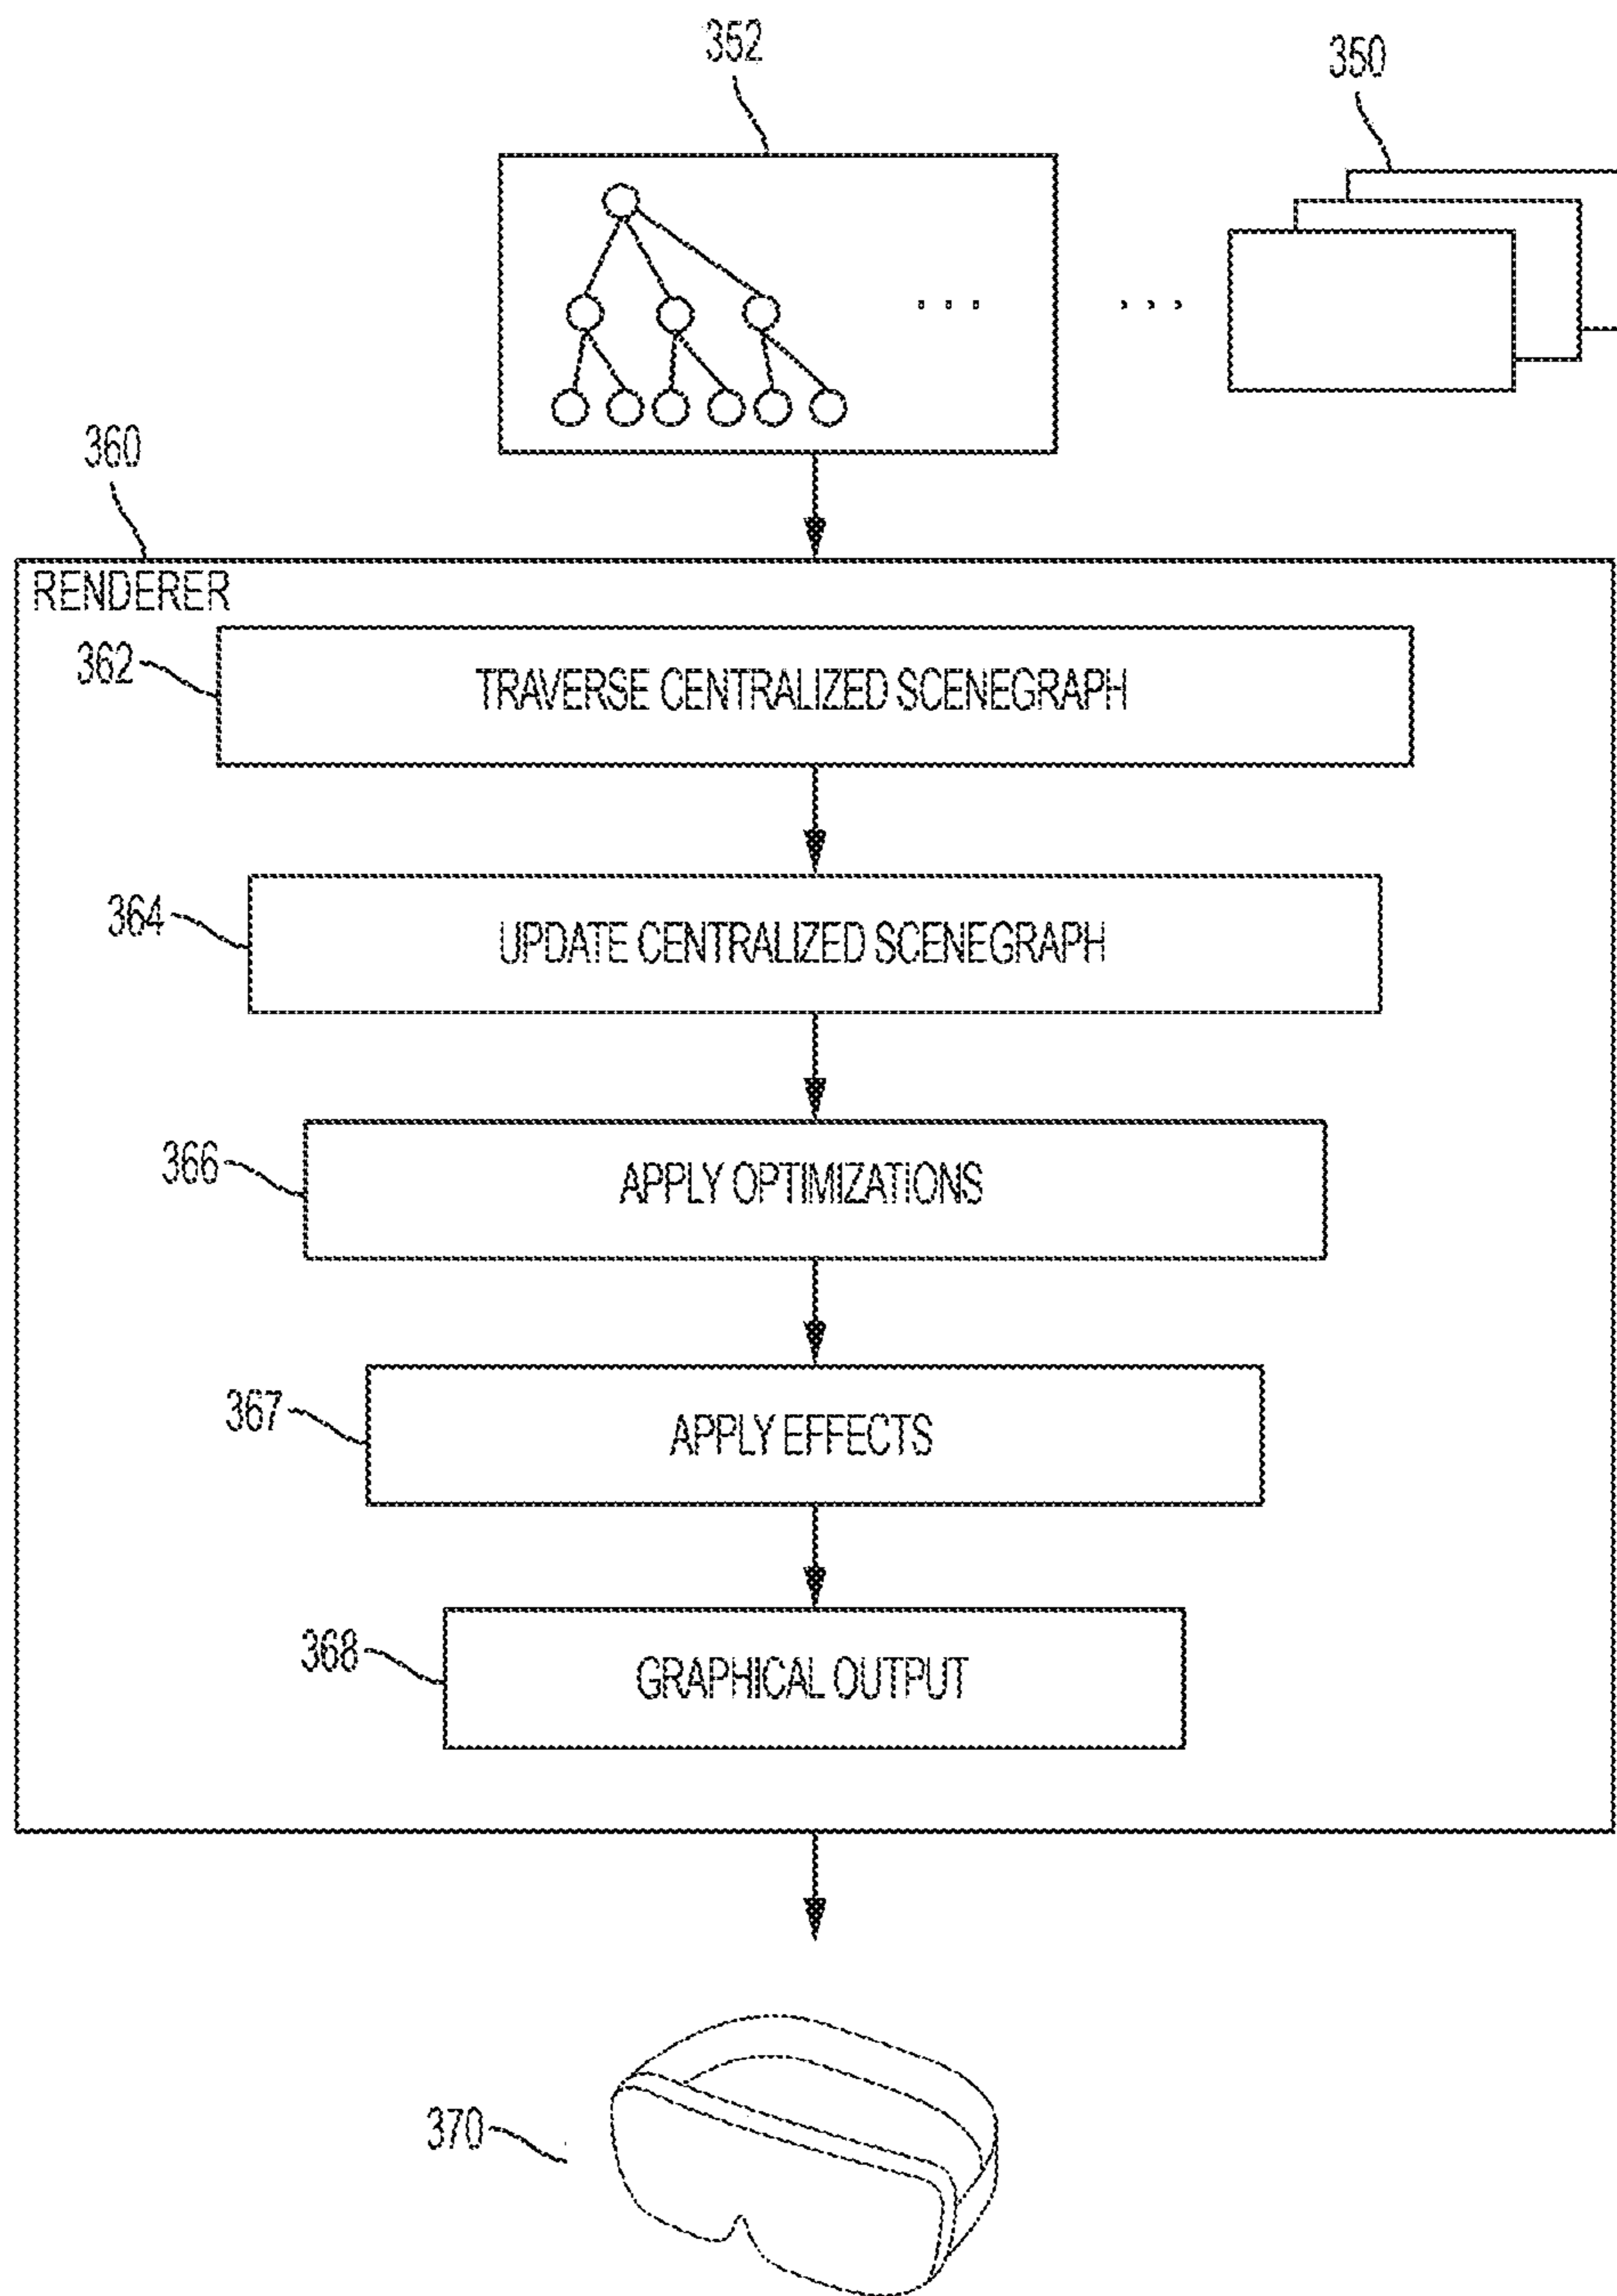 352
350
360
RENDERER
362
TRAVERSE CENTRALIZED SCENEGRAPH
364
UPDATE CENTRALIZED SCENEGRAPH
366
APPLY OPTIMIZATIONS
367
APPLY EFFECTS
368
GRAPHICAL OUTPUT
370